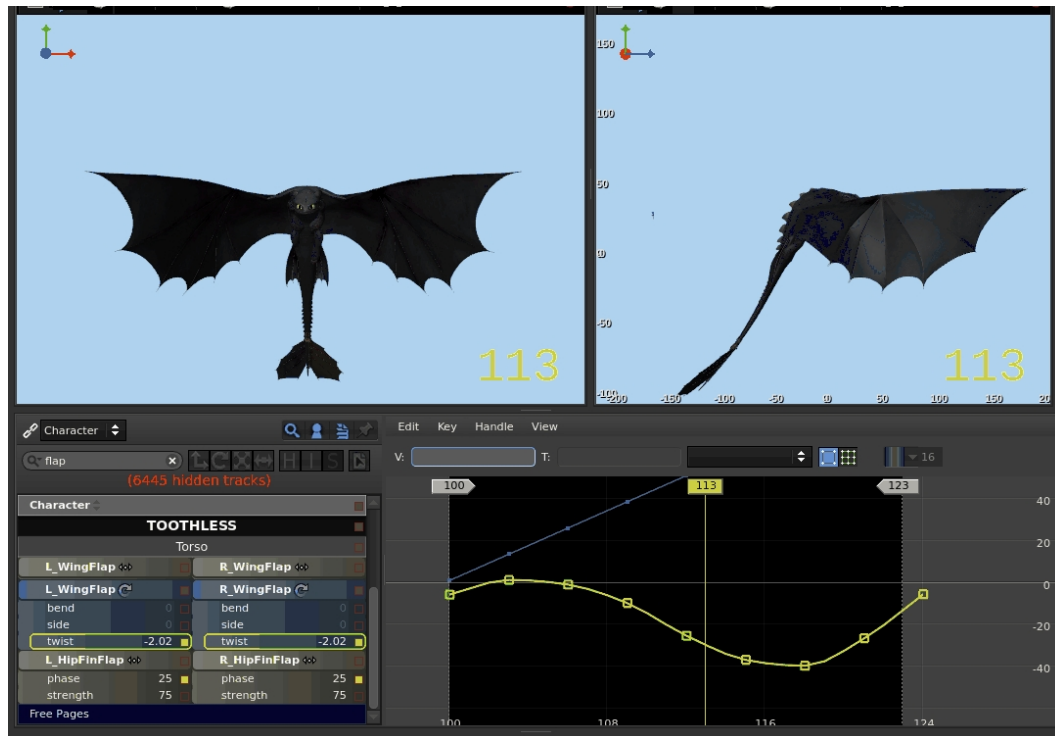 150
100
50
0
-50
-100
-200 -150 -100 -50 0 50 100 150 20
113
113
Character
flap
(6445 hidden tracks)
Character
TOOTHLESS
Torso
L_WingFlap R_WingFlap
L_WingFlap R_WingFlap
bend 0 bend 0
side 0 side 0
twist -2.02 twist -2.02
L_HipFinFlap R_HipFinFlap
phase 25 phase 25
strength 75 strength 75
Free Pages
Edit Key Handle View
V: T: 16
100 113 123
40
20
0
-20
-40
100 108 116 124
H I S